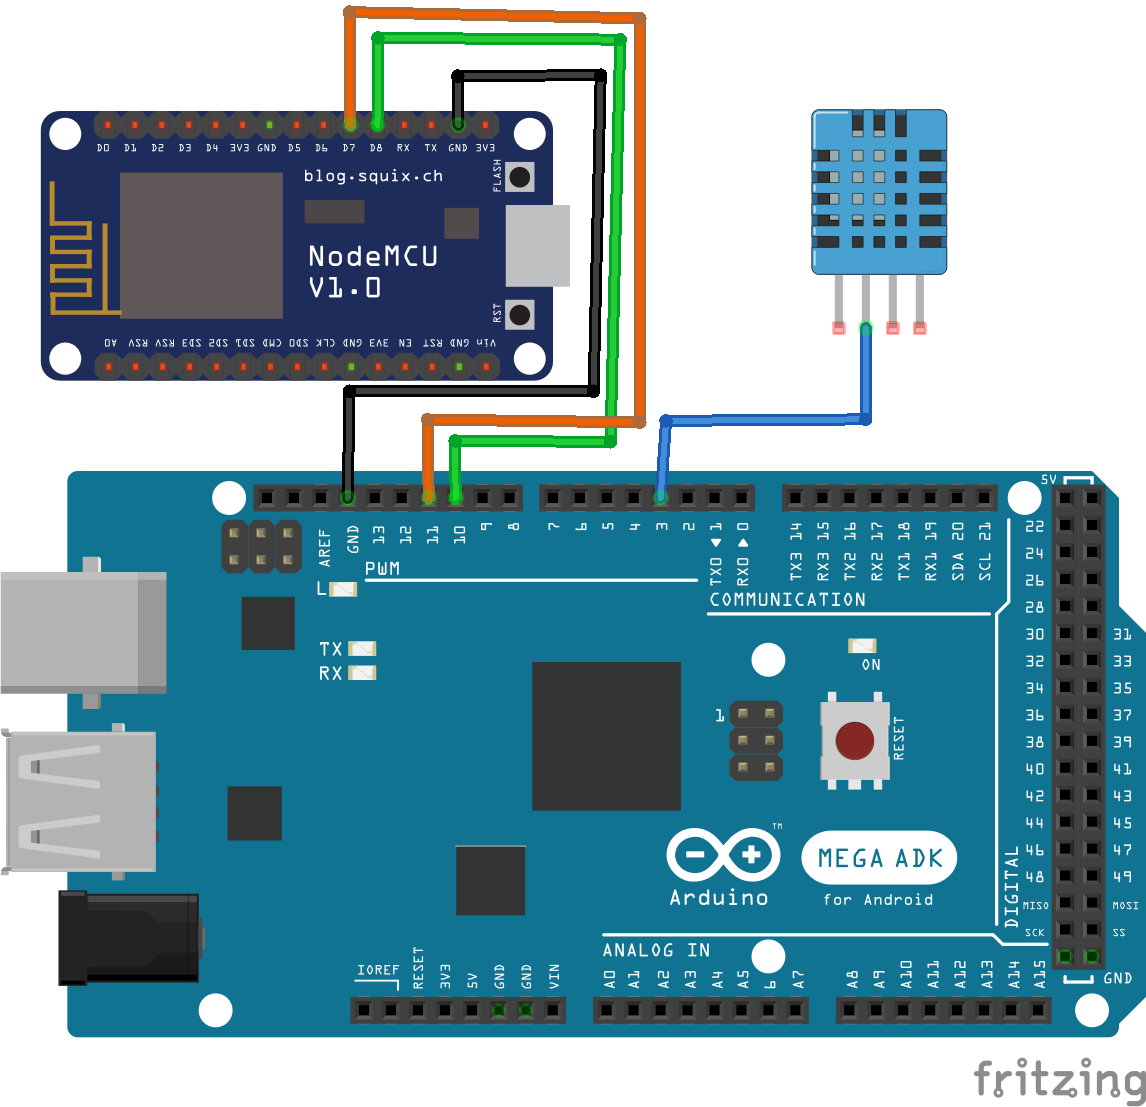 D0 D1 D2 D3 D4 3V3 GND D5 D6 D7 D8 RX TX GND 3V3
blog.squix.ch
FLASH
NodeMCU
V1.0
RST
A0 RSV RSV SD3 SD2 SD1 CMD SD0 CLK GND 3V3 EN RST GND Vin
5V
AREF GND 13 12 11 10 9 8
7 6 5 4 3 2 TX0 ◀ 1 RX0 ▶ 0
TX3 14 RX3 15 TX2 16 RX2 17 TX1 18 RX1 19 SDA 20 SCL 21
PWM
COMMUNICATION
L
TX
RX
ON
1
RESET
22
24
26
28
30 31
32 33
34 35
36 37
38 39
40 41
42 43
44 45
46 47
48 49
MISO MOSI
SCK SS
GND
DIGITAL
TM
Arduino
MEGA ADK
for Android
ANALOG IN
IOREF RESET 3V3 5V GND GND VIN
A0 A1 A2 A3 A4 A5 6 A7
A8 A9 A10 A11 A12 A13 A14 A15
fritzing